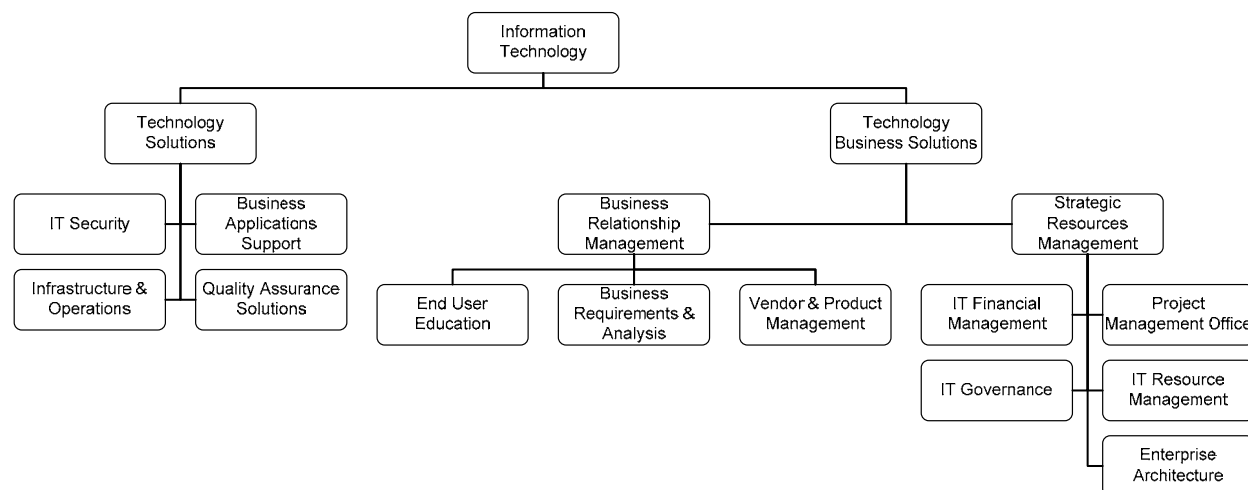 Information
Technology
Technology
Solutions
Technology
Business Solutions
IT Security
Business
Applications
Support
Infrastructure &
Operations
Quality Assurance
Solutions
Business
Relationship
Management
Strategic
Resources
Management
End User
Education
Business
Requirements &
Analysis
Vendor & Product
Management
IT Financial
Management
Project
Management Office
IT Governance
IT Resource
Management
Enterprise
Architecture